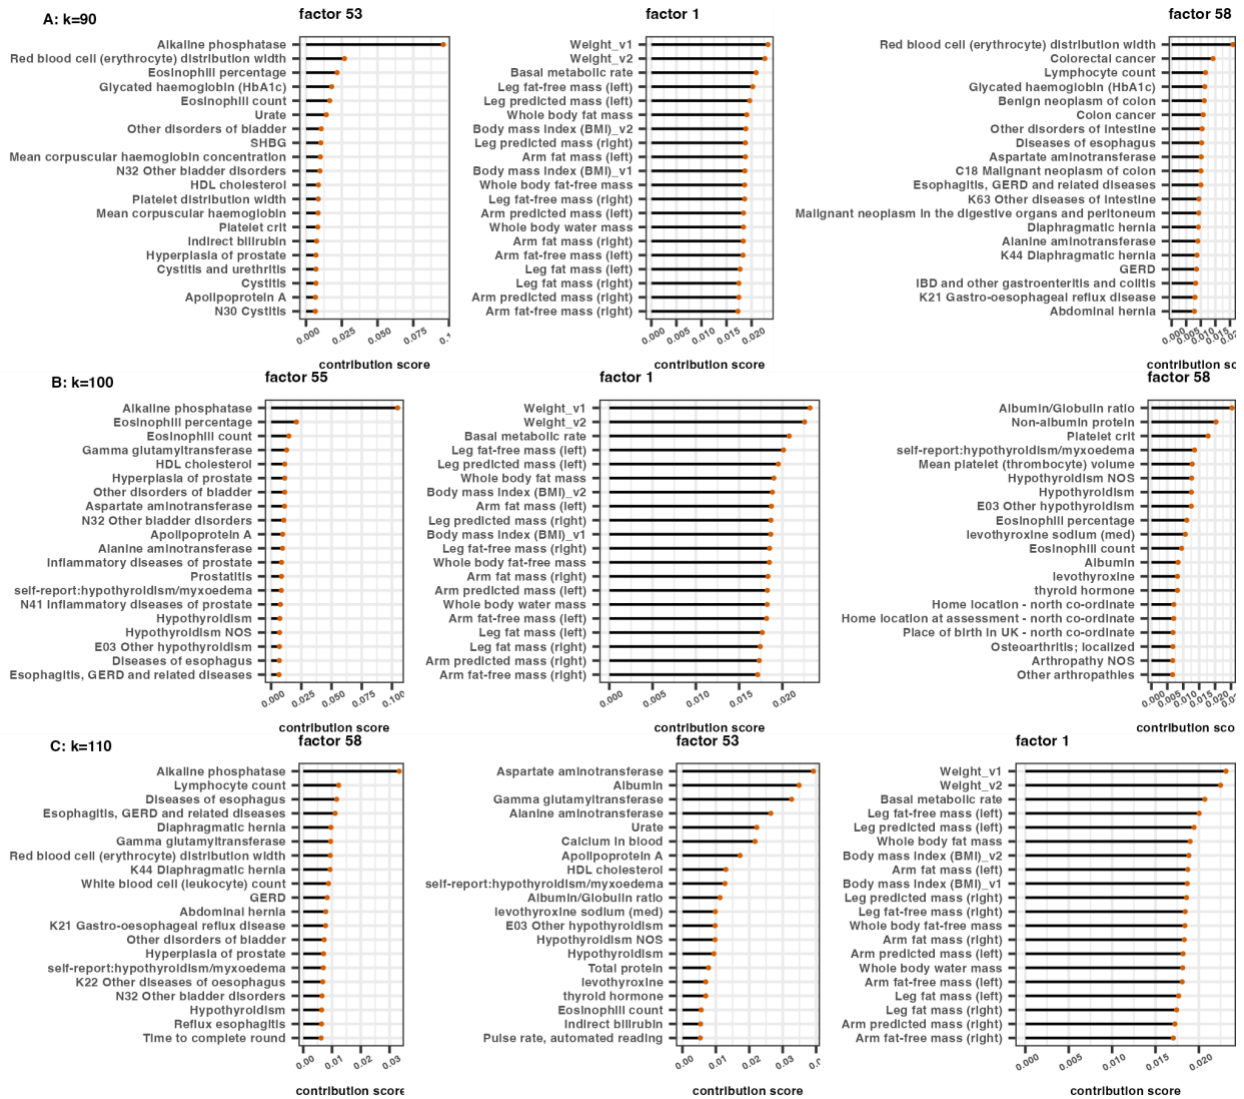 A: k=90
factor 53
Alkaline phosphatase
Red blood cell (erythrocyte) distribution width
Eosinophill percentage
Glycated haemoglobin (HbA1c)
Eosinophill count
Urate
Other disorders of bladder
SHBG
Mean corpuscular haemoglobin concentration
N32 Other bladder disorders
HDL cholesterol
Platelet distribution width
Mean corpuscular haemoglobin
Platelet crit
Indirect bilirubin
Hyperplasia of prostate
Cystitis and urethritis
Cystitis
Apolipoprotein A
N30 Cystitis
0.000 0.025 0.050 0.075 0.1
contribution score
factor 1
Weight_v1
Weight_v2
Basal metabolic rate
Leg fat-free mass (left)
Leg predicted mass (left)
Whole body fat mass
Body mass index (BMI)_v2
Leg predicted mass (right)
Arm fat mass (left)
Body mass index (BMI)_v1
Whole body fat-free mass
Leg fat-free mass (right)
Arm predicted mass (left)
Whole body water mass
Arm fat mass (right)
Arm fat-free mass (left)
Leg fat mass (left)
Leg fat mass (right)
Arm predicted mass (right)
Arm fat-free mass (right)
0.000 0.005 0.010 0.015 0.020
contribution score
factor 58
Red blood cell (erythrocyte) distribution width
Colorectal cancer
Lymphocyte count
Glycated haemoglobin (HbA1c)
Benign neoplasm of colon
Colon cancer
Other disorders of intestine
Diseases of esophagus
Aspartate aminotransferase
C18 Malignant neoplasm of colon
Esophagitis, GERD and related diseases
K63 Other diseases of intestine
Malignant neoplasm in the digestive organs and peritoneum
Diaphragmatic hernia
Alanine aminotransferase
K44 Diaphragmatic hernia
GERD
IBD and other gastroenteritis and colitis
K21 Gastro-oesophageal reflux disease
Abdominal hernia
0.000 0.005 0.010 0.015 0.02
contribution sc
B: k=100
factor 55
Alkaline phosphatase
Eosinophill percentage
Eosinophill count
Gamma glutamyltransferase
HDL cholesterol
Hyperplasia of prostate
Other disorders of bladder
Aspartate aminotransferase
N32 Other bladder disorders
Apolipoprotein A
Alanine aminotransferase
Inflammatory diseases of prostate
Prostatitis
self-report:hypothyroidism/myxoedema
N41 Inflammatory diseases of prostate
Hypothyroidism
Hypothyroidism NOS
E03 Other hypothyroidism
Diseases of esophagus
Esophagitis, GERD and related diseases
0.000 0.025 0.050 0.075 0.100
contribution score
factor 1
Weight_v1
Weight_v2
Basal metabolic rate
Leg fat-free mass (left)
Leg predicted mass (left)
Whole body fat mass
Body mass index (BMI)_v2
Arm fat mass (left)
Leg predicted mass (right)
Body mass index (BMI)_v1
Leg fat-free mass (right)
Whole body fat-free mass
Arm fat mass (right)
Arm predicted mass (left)
Whole body water mass
Arm fat-free mass (left)
Leg fat mass (left)
Leg fat mass (right)
Arm predicted mass (right)
Arm fat-free mass (right)
0.000 0.005 0.010 0.015 0.020
contribution score
factor 58
Albumin/Globulin ratio
Non-albumin protein
Platelet crit
self-report:hypothyroidism/myxoedema
Mean platelet (thrombocyte) volume
Hypothyroidism NOS
Hypothyroidism
E03 Other hypothyroidism
Eosinophill percentage
levothyroxine sodium (med)
Eosinophill count
Albumin
levothyroxine
thyroid hormone
Home location - north co-ordinate
Home location at assessment - north co-ordinate
Place of birth in UK - north co-ordinate
Osteoarthritis; localized
Arthropathy NOS
Other arthropathies
0.000 0.005 0.010 0.015 0.020
contribution sco
C: k=110
factor 58
Alkaline phosphatase
Lymphocyte count
Diseases of esophagus
Esophagitis, GERD and related diseases
Diaphragmatic hernia
Gamma glutamyltransferase
Red blood cell (erythrocyte) distribution width
K44 Diaphragmatic hernia
White blood cell (leukocyte) count
GERD
Abdominal hernia
K21 Gastro-oesophageal reflux disease
Other disorders of bladder
Hyperplasia of prostate
self-report:hypothyroidism/myxoedema
K22 Other diseases of oesophagus
N32 Other bladder disorders
Hypothyroidism
Reflux esophagitis
Time to complete round
0.00 0.01 0.02 0.03
contribution score
factor 53
Aspartate aminotransferase
Albumin
Gamma glutamyltransferase
Alanine aminotransferase
Urate
Calcium in blood
Apolipoprotein A
HDL cholesterol
self-report:hypothyroidism/myxoedema
Albumin/Globulin ratio
levothyroxine sodium (med)
E03 Other hypothyroidism
Hypothyroidism NOS
Hypothyroidism
Total protein
levothyroxine
thyroid hormone
Eosinophill count
Indirect bilirubin
Pulse rate, automated reading
0.00 0.01 0.02 0.03
contribution score
factor 1
Weight_v1
Weight_v2
Basal metabolic rate
Leg fat-free mass (left)
Leg predicted mass (left)
Whole body fat mass
Body mass index (BMI)_v2
Arm fat mass (left)
Body mass index (BMI)_v1
Leg predicted mass (right)
Leg fat-free mass (right)
Whole body fat-free mass
Arm fat mass (right)
Arm predicted mass (left)
Whole body water mass
Arm fat-free mass (left)
Leg fat mass (left)
Leg fat mass (right)
Arm predicted mass (right)
Arm fat-free mass (right)
0.000 0.005 0.010 0.015 0.020
contribution score